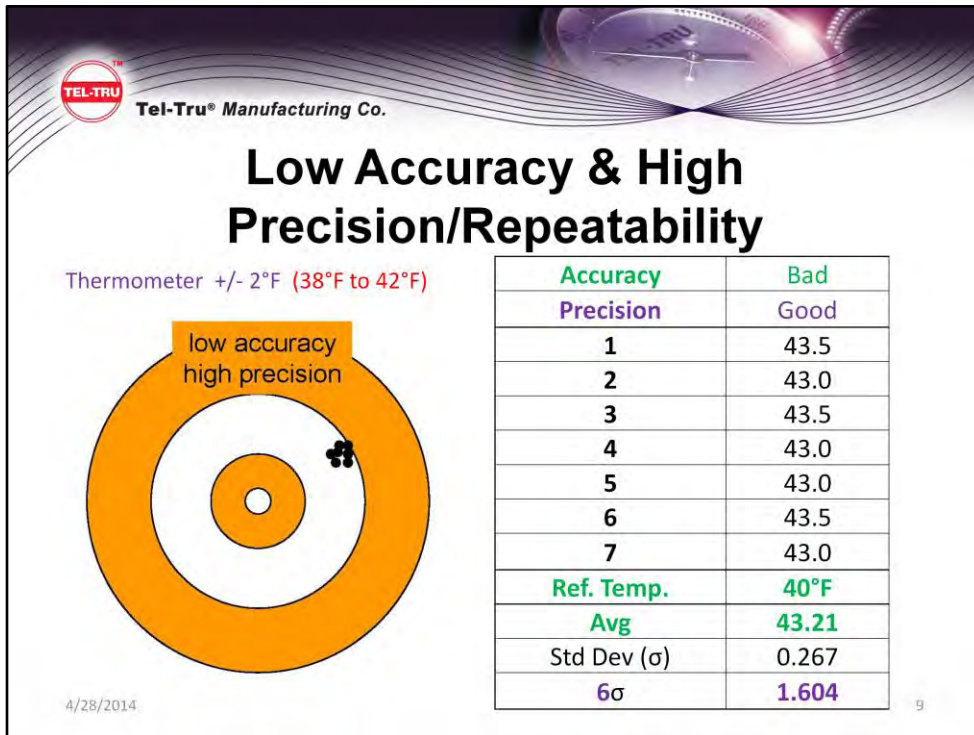 TEL-TRU
TM
Tel-Tru® Manufacturing Co.
-TRU
Low Accuracy & High
Precision/Repeatability
Thermometer +/- 2°F (38°F to 42°F)
low accuracy
high precision
Accuracy Bad
Precision Good
1 43.5
2 43.0
3 43.5
4 43.0
5 43.0
6 43.5
7 43.0
Ref. Temp. 40°F
Avg 43.21
Std Dev (σ) 0.267
6σ 1.604
4/28/2014
9